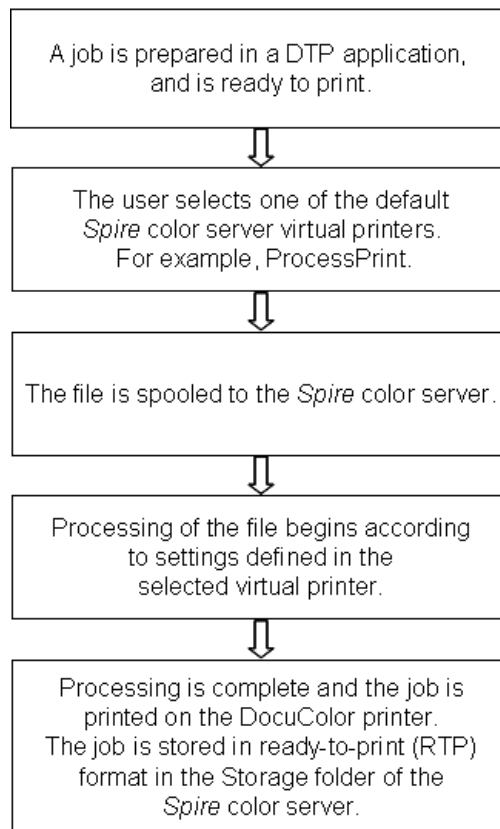 A job is prepared in a DTP application,
and is ready to print.
The user selects one of the default
Spire color server virtual printers.
For example, ProcessPrint.
The file is spooled to the Spire color server.
Processing of the file begins according
to settings defined in the
selected virtual printer.
Processing is complete and the job is
printed on the DocuColor printer.
The job is stored in ready-to-print (RTP)
format in the Storage folder of the
Spire color server.